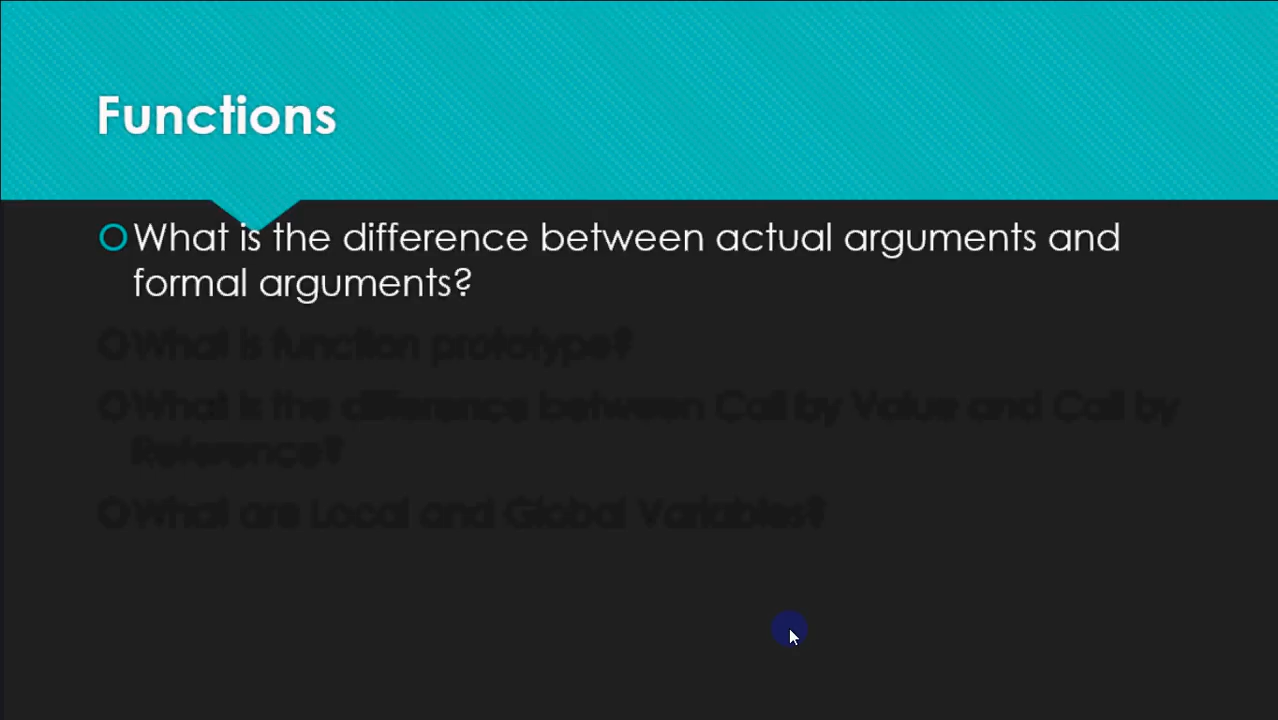 Functions
What is the difference between actual arguments and
formal arguments?
What is function prototype?
What is the difference between Call by Value and Call by
Reference?
What are Local and Global Variables?